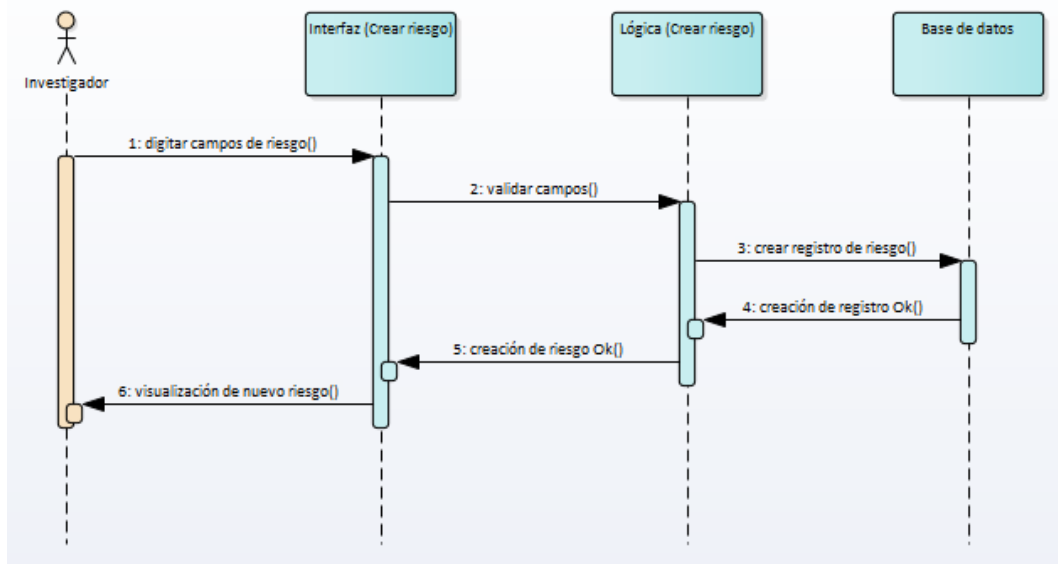 Interfaz (Crear riesgo)
Lógica (Crear riesgo)
Base de datos
Investigador
1: digitar campos de riesgo()
2: validar campos()
3: crear registro de riesgo()
4: creación de registro Ok()
5: creación de riesgo Ok()
6: visualización de nuevo riesgo()